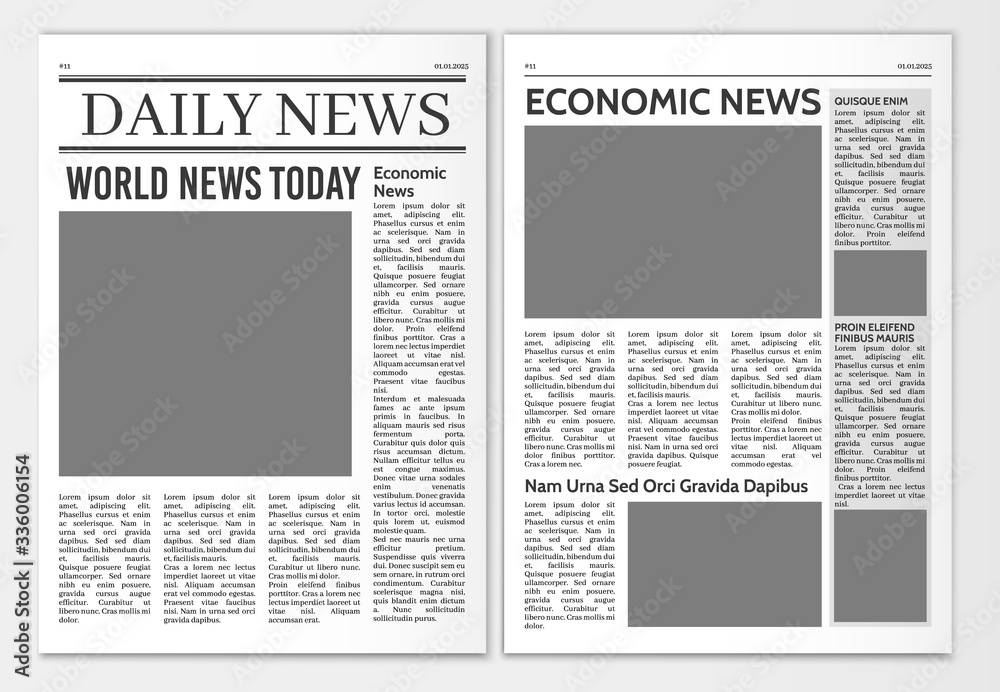 #11
01.01.2025
DAILY NEWS
WORLD NEWS TODAY
Lorem ipsum dolor sit
amet, adipiscing elit.
Phasellus cursus et enim
ac scelerisque. Nam in
urna sed orci gravida
dapibus. Sed sed diam
sollicitudin, bibendum dui
et, facilisis mauris.
Quisque posuere feugiat
ullamcorper. Sed ornare
nibh eu enim posuere,
gravida cursus augue
efficitur. Curabitur ut
libero nunc. Cras mollis mi
dolor.
Lorem ipsum dolor sit
amet, adipiscing elit.
Phasellus cursus et enim
ac scelerisque. Nam in
urna sed orci gravida
dapibus. Sed sed diam
sollicitudin, bibendum dui
et, facilisis mauris.
Cras a lorem nec lectus
imperdiet laoreet ut vitae
enim. Aliquam accumsan
erat vel commodo egestas.
Praesent vitae faucibus
nisl. Sed sed diam gravida
dapibus.
Lorem ipsum dolor sit
amet, adipiscing elit.
Phasellus cursus et enim
ac scelerisque. Nam in
urna sed orci gravida
dapibus. Sed sed diam
sollicitudin, bibendum dui
et, facilisis mauris.
Curabitur ut libero nunc.
Cras mollis mi dolor.
Proin eleifend finibus
porttitor. Cras a lorem nec
lectus imperdiet laoreet ut
vitae nisl. Aliquam
accumsan erat.
Economic
News
Lorem ipsum dolor sit
amet, adipiscing elit.
Phasellus cursus et enim
ac scelerisque. Nam in
urna sed orci gravida
dapibus. Sed sed diam
sollicitudin, bibendum dui
et, facilisis mauris.
Quisque posuere feugiat
ullamcorper. Sed ornare
nibh eu enim posuere,
gravida cursus augue
efficitur. Curabitur ut
libero nunc. Cras mollis mi
dolor. Proin eleifend
finibus porttitor. Cras a
lorem nec lectus imperdiet
laoreet vitae nisl.
Aliquam accumsan erat vel
commodo egestas.
Praesent vitae faucibus
nisi.
Interdum et malesuada
fames ac ante ipsum
primis in faucibus. In
aliquam mauris sed risus
fermentum porta.
Curabitur quis dolor quis
risus accumsan dictum.
Nullam efficitur tellus eu
est congue maximus.
Donec vitae urna sodales
enim venenatis
vestibulum. Donec gravida
varius lectus id accumsan.
In tortor orci, molestie
quis lorem ut, euismod
molestie quam.
Sed nec mauris nec urna
efficitur pretium.
Suspendisse quis viverra
dui. Vivamus suscipit eu
sem ornare, in rutrum orci
condimentum. Curabitur
scelerisque magna nisi,
quis blandit enim dictum
a. Nunc sollicitudin
sollicitudin purus.
#11
01.01.2025
ECONOMIC NEWS
Lorem ipsum dolor sit
amet, adipiscing elit.
Phasellus cursus et enim
ac scelerisque. Nam in
urna sed orci gravida
dapibus. Sed sed diam
sollicitudin, bibendum dui
et, facilisis mauris.
Quisque posuere feugiat
ullamcorper. Sed ornare
nibh eu enim posuere,
gravida cursus augue
efficitur. Curabitur ut
libero nunc. Cras mollis mi
Cras a lorem nec.
Lorem ipsum dolor sit
amet, adipiscing elit.
Phasellus cursus et enim
ac scelerisque. Nam in
urna sed orci gravida
dapibus. Sed sed diam
sollicitudin, bibendum dui
et, facilisis mauris.
Cras a lorem nec lectus
imperdiet laoreet ut vitae
enim. Aliquam accumsan
erat vel commodo egestas.
Praesent vitae faucibus
nisl. Curabitur Quisque
posuere feugiat.
Lorem ipsum dolor sit
amet, adipiscing elit.
Phasellus cursus et enim
ac scelerisque. Nam in
urna sed orci gravida
dapibus. Sed sed diam
Curabitur ut libero nunc.
Cras mollis mi dolor.
Proin eleifend finibus
porttitor. Cras a lorem nec
lectus imperdiet laoreet ut
vitae nisl. Aliquam
accumsan erat vel
commodo egestas.
Nam Urna Sed Orci Gravida Dapibus
Lorem ipsum dolor sit
amet, adipiscing elit.
Phasellus cursus et enim
ac scelerisque. Nam in
urna sed orci gravida
dapibus. Sed sed diam
sollicitudin, bibendum dui
et, facilisis mauris.
Quisque posuere feugiat
ullamcorper. Sed ornare
nibh eu enim posuere,
gravida cursus augue
efficitur. Curabitur ut
libero nunc. Cras mollis mi
dolor.
QUISQUE ENIM
Lorem ipsum dolor sit
amet, adipiscing elit.
Phasellus cursus et enim
ac scelerisque. Nam in
urna sed orci gravida
dapibus. Sed sed diam
sollicitudin, bibendum dui
et, facilisis mauris.
Quisque posuere feugiat
ullamcorper. Sed ornare
nibh eu enim posuere,
gravida cursus augue
efficitur. Curabitur ut
libero nunc. Cras mollis mi
dolor. Proin eleifend
finibus porttitor.
PROIN ELEIFEND
FINIBUS MAURIS
Lorem ipsum dolor sit
amet, adipiscing elit.
Phasellus cursus et enim
ac scelerisque. Nam in
urna sed orci gravida
dapibus. Sed sed diam
sollicitudin, bibendum dui
et, facilisis mauris.
Quisque posuere feugiat
ullamcorper. Sed ornare
nibh eu enim posuere,
gravida cursus augue
efficitur. Curabitur ut
libero nunc. Cras mollis mi
dolor. Proin eleifend
finibus porttitor.
Cras a lorem nec lectus
imperdiet laoreet ut vitae
nisl.
Adobe Stock | #336006154